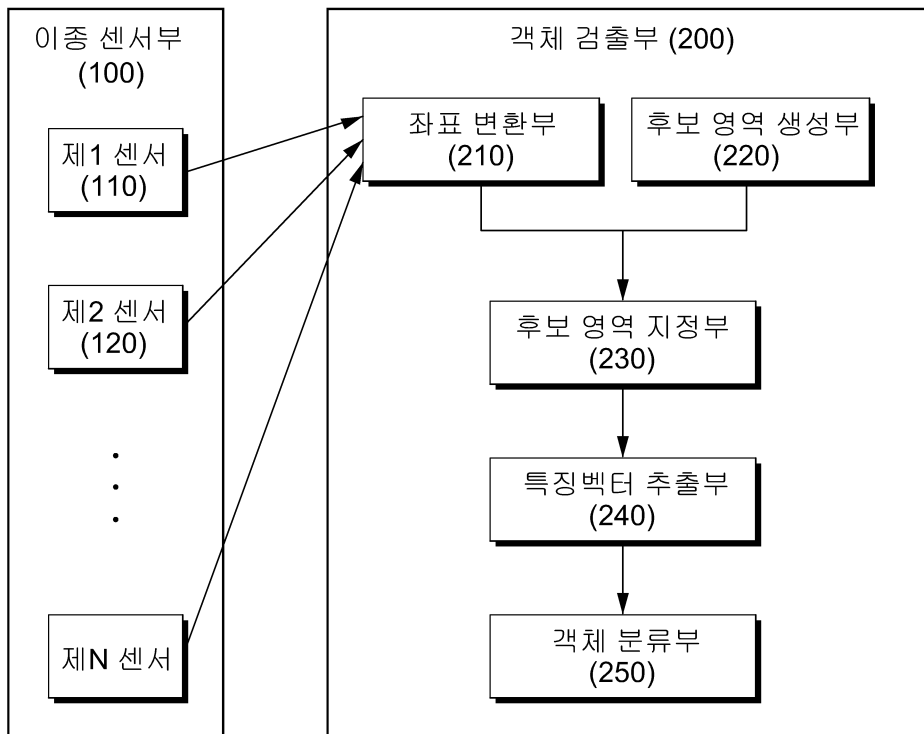 이종 센서부
(100)
제1 센서
(110)
제2 센서
(120)
제N 센서
객체 검출부 (200)
좌표 변환부
(210)
후보 영역 생성부
(220)
후보 영역 지정부
(230)
특징벡터 추출부
(240)
객체 분류부
(250)